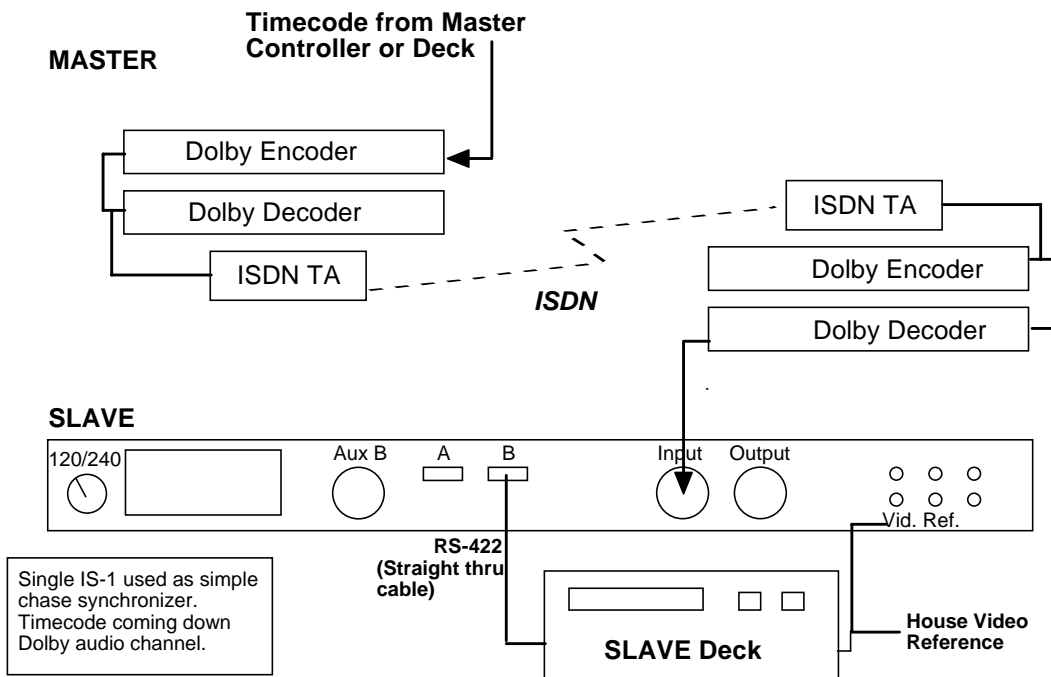 Timecode from Master
Controller or Deck
MASTER
Dolby Encoder
Dolby Decoder
ISDN TA
ISDN
ISDN TA
Dolby Encoder
Dolby Decoder
SLAVE
120/240
Aux B
A
B
Input
Output
Vid. Ref.
RS-422
(Straight thru
cable)
Single IS-1 used as simple
chase synchronizer.
Timecode coming down
Dolby audio channel.
SLAVE Deck
House Video
Reference